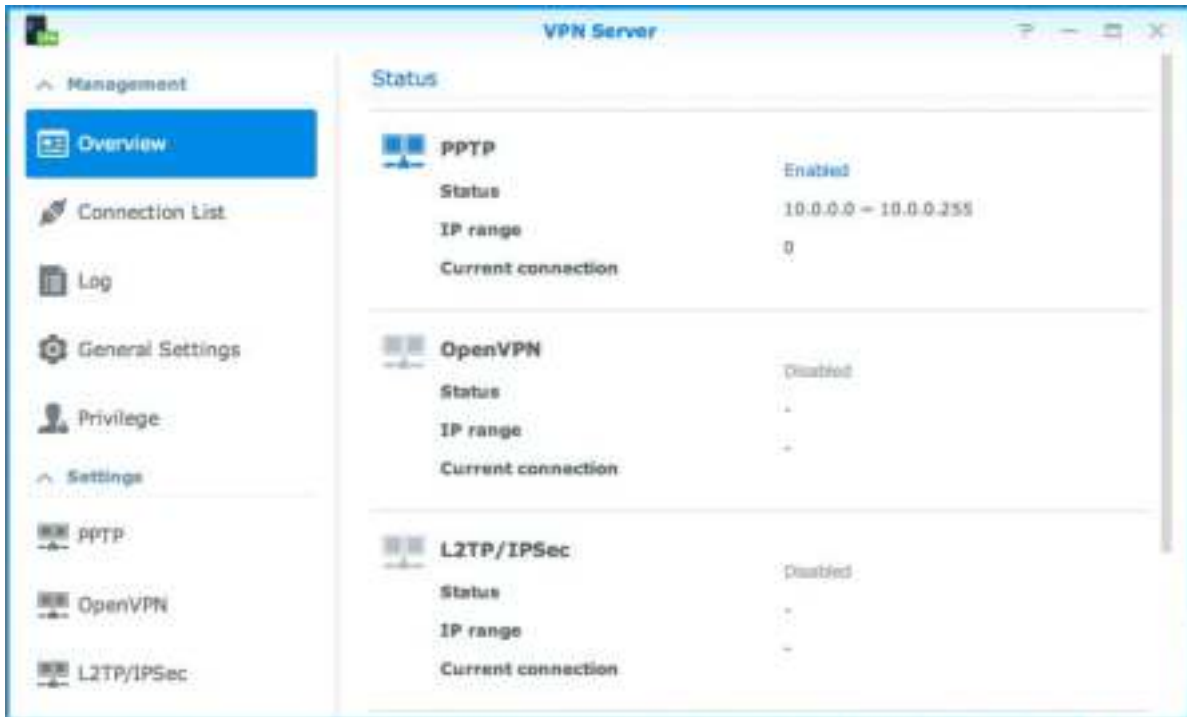 VPN Server
Management
Overview
Connection List
Log
General Settings
Privilege
Settings
PPTP
OpenVPN
L2TP/IPSec
Status
PPTP
Status
Enabled
IP range
10.0.0.0 ~ 10.0.0.255
Current connection
0
OpenVPN
Status
Disabled
IP range
-
Current connection
-
L2TP/IPSec
Status
Disabled
IP range
-
Current connection
-